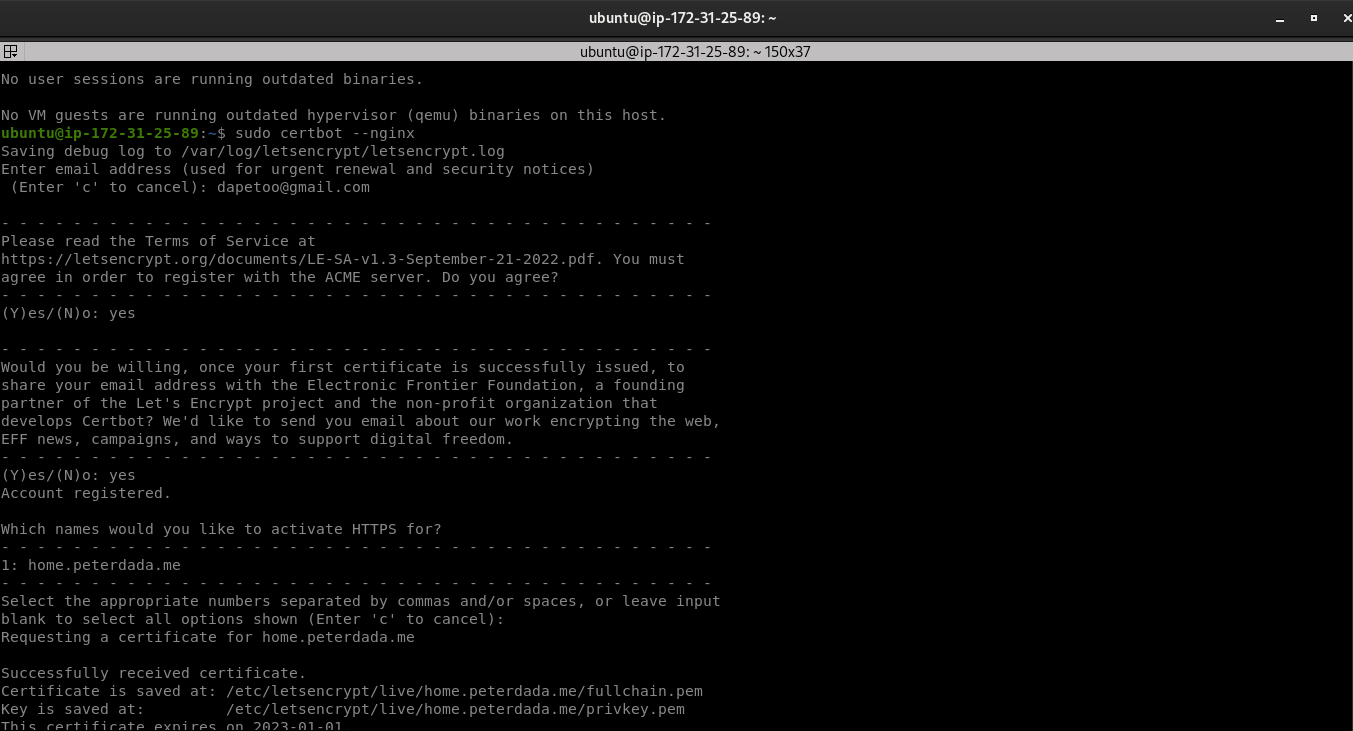 ubuntu@ip-172-31-25-89: ~
ubuntu@ip-172-31-25-89: ~ 150x37
No user sessions are running outdated binaries.
No VM guests are running outdated hypervisor (qemu) binaries on this host.
ubuntu@ip-172-31-25-89:~$ sudo certbot --nginx
Saving debug log to /var/log/letsencrypt/letsencrypt.log
Enter email address (used for urgent renewal and security notices)
 (Enter 'c' to cancel): dapetoo@gmail.com
- - - - - - - - - - - - - - - - - - - - - - - - - - - - - - - - - - - - - - - -
Please read the Terms of Service at
https://letsencrypt.org/documents/LE-SA-v1.3-September-21-2022.pdf. You must
agree in order to register with the ACME server. Do you agree?
- - - - - - - - - - - - - - - - - - - - - - - - - - - - - - - - - - - - - - - -
(Y)es/(N)o: yes
- - - - - - - - - - - - - - - - - - - - - - - - - - - - - - - - - - - - - - - -
Would you be willing, once your first certificate is successfully issued, to
share your email address with the Electronic Frontier Foundation, a founding
partner of the Let's Encrypt project and the non-profit organization that
develops Certbot? We'd like to send you email about our work encrypting the web,
EFF news, campaigns, and ways to support digital freedom.
- - - - - - - - - - - - - - - - - - - - - - - - - - - - - - - - - - - - - - - -
(Y)es/(N)o: yes
Account registered.
Which names would you like to activate HTTPS for?
- - - - - - - - - - - - - - - - - - - - - - - - - - - - - - - - - - - - - - - -
1: home.peterdada.me
- - - - - - - - - - - - - - - - - - - - - - - - - - - - - - - - - - - - - - - -
Select the appropriate numbers separated by commas and/or spaces, or leave input
blank to select all options shown (Enter 'c' to cancel):
Requesting a certificate for home.peterdada.me
Successfully received certificate.
Certificate is saved at: /etc/letsencrypt/live/home.peterdada.me/fullchain.pem
Key is saved at:         /etc/letsencrypt/live/home.peterdada.me/privkey.pem
This certificate expires on 2023-01-01.